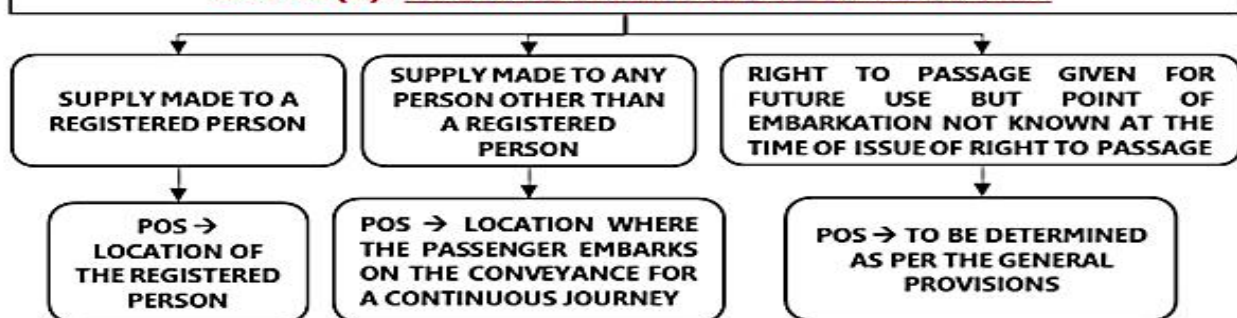 SUPPLY MADE TO A
REGISTERED PERSON
SUPPLY MADE TO ANY
PERSON OTHER THAN
A REGISTERED
PERSON
RIGHT TO PASSAGE GIVEN FOR
FUTURE USE BUT POINT OF
EMBARKATION NOT KNOWN AT THE
TIME OF ISSUE OF RIGHT TO PASSAGE
POS →
LOCATION OF
THE REGISTERED
PERSON
POS → LOCATION WHERE
THE PASSENGER EMBARKS
ON THE CONVEYANCE FOR
A CONTINUOUS JOURNEY
POS → TO BE DETERMINED
AS PER THE GENERAL
PROVISIONS